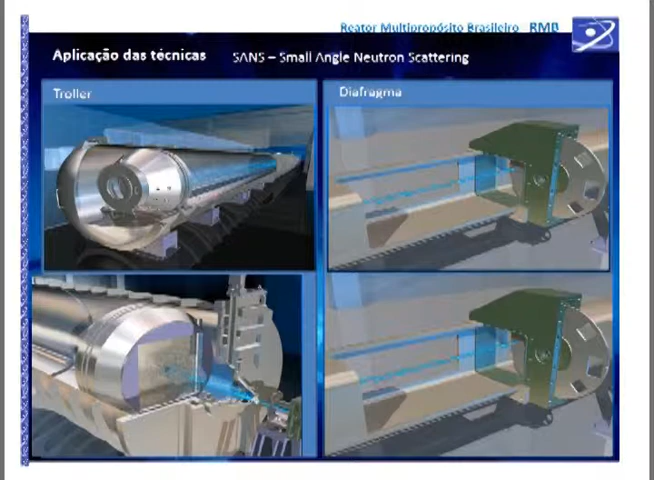 Reator Multipropósito Brasileiro RMB
Aplicação das técnicas SANS – Small Angle Neutron Scattering
Troller
Diafragma